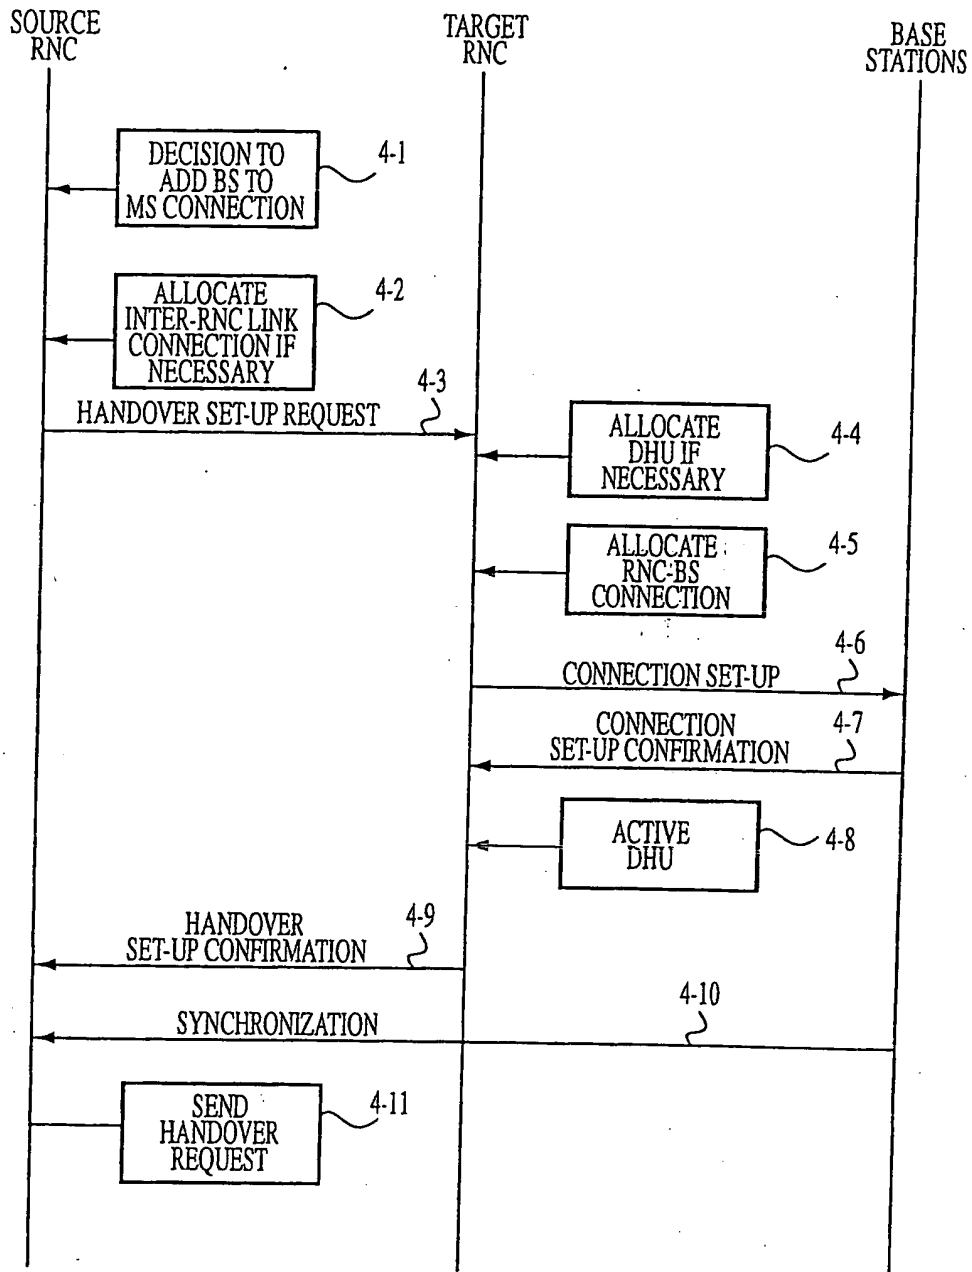 SOURCE
RNC
TARGET
RNC
BASE
STATIONS
DECISION TO
ADD BS TO
MS CONNECTION
4-1
ALLOCATE
INTER-RNC LINK
CONNECTION IF
NECESSARY
4-2
HANDOVER SET-UP REQUEST
4-3
ALLOCATE
DHU IF
NECESSARY
4-4
ALLOCATE
RNC-BS
CONNECTION
4-5
CONNECTION SET-UP
4-6
CONNECTION
SET-UP CONFIRMATION
4-7
ACTIVE
DHU
4-8
HANDOVER
SET-UP CONFIRMATION
4-9
SYNCHRONIZATION
4-10
SEND
HANDOVER
REQUEST
4-11